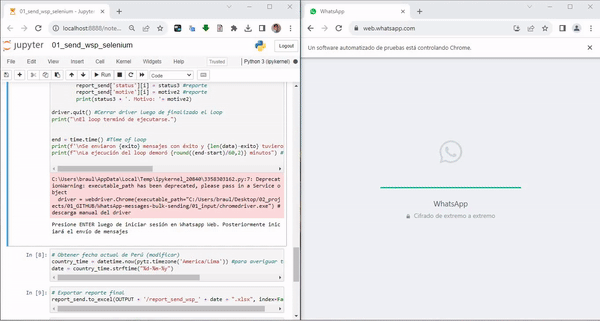 01_send_wsp_selenium
localhost:8888/note...
jupyter 01_send_wsp_selenium
Logout
File Edit View Insert Cell Kernel Widgets Help
Trusted
Python 3 (ipykernel)
Run
Code
report_send['status'][i] = status3 #reporte
report_send['motive'][i] = motive2 #reporte
print(status3 + '. Motivo: '+ motive2)
driver.quit() #Cerrar driver luego de finalizado el loop
print("\nEl loop terminó de ejecutarse.")
end = time.time() #Time of loop
print(f"\nSe enviaron {exito} mensajes con éxito y {len(data)-exito} tuviero
print(f"\nLa ejecución del loop demoró {round((end-start)/60,2)} minutos") #
C:\Users\braul\AppData\Local\Temp\ipykernel_20840\3358303162.py:7: Deprecat
ionWarning: executable_path has been deprecated, please pass in a Service o
bject
driver = webdriver.Chrome(executable_path="C:/Users/braul/Desktop/02_pr
ojects/01_GITHUB/WhatsApp-messages-bulk-sending/01_input/chromedriver.exe") #
descarga manual del driver
Presione ENTER luego de iniciar sesión en Whatsapp Web. Posteriormente inic
iará el envío de mensajes
In [8]:
# Obtener fecha actual de Perú (modificar)
country_time = datetime.now(pytz.timezone('America/Lima')) #para averiguar t
date = country_time.strftime("%d-%m-%y")
In [9]:
# Exportar reporte final
report_send.to_excel(OUTPUT + '/report_send_wsp_' + date + ".xlsx", index=Fa
WhatsApp
web.whatsapp.com
Un software automatizado de pruebas está controlando Chrome.
WhatsApp
Cifrado de extremo a extremo